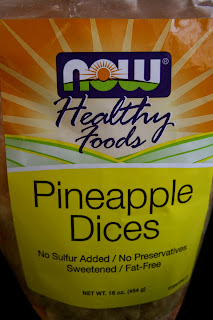 NOW®
Healthy
Foods
Pineapple
Dices
No Sulfur Added / No Preservatives
Sweetened / Fat-Free
NET WT. 16 oz. (454 g)